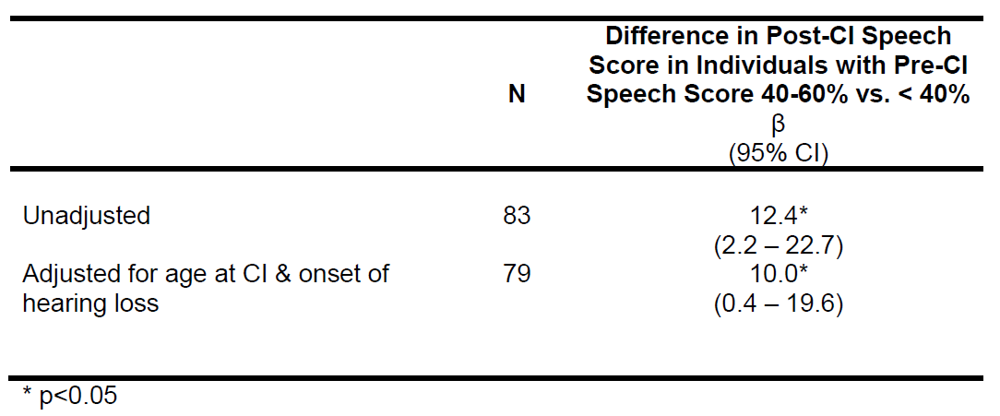 Difference in Post-CI Speech
Score in Individuals with Pre-CI
N Speech Score 40-60% vs. < 40%
β
(95% CI)
Unadjusted 83 12.4*
(2.2 – 22.7)
Adjusted for age at CI & onset of 79 10.0*
hearing loss (0.4 – 19.6)
* p<0.05